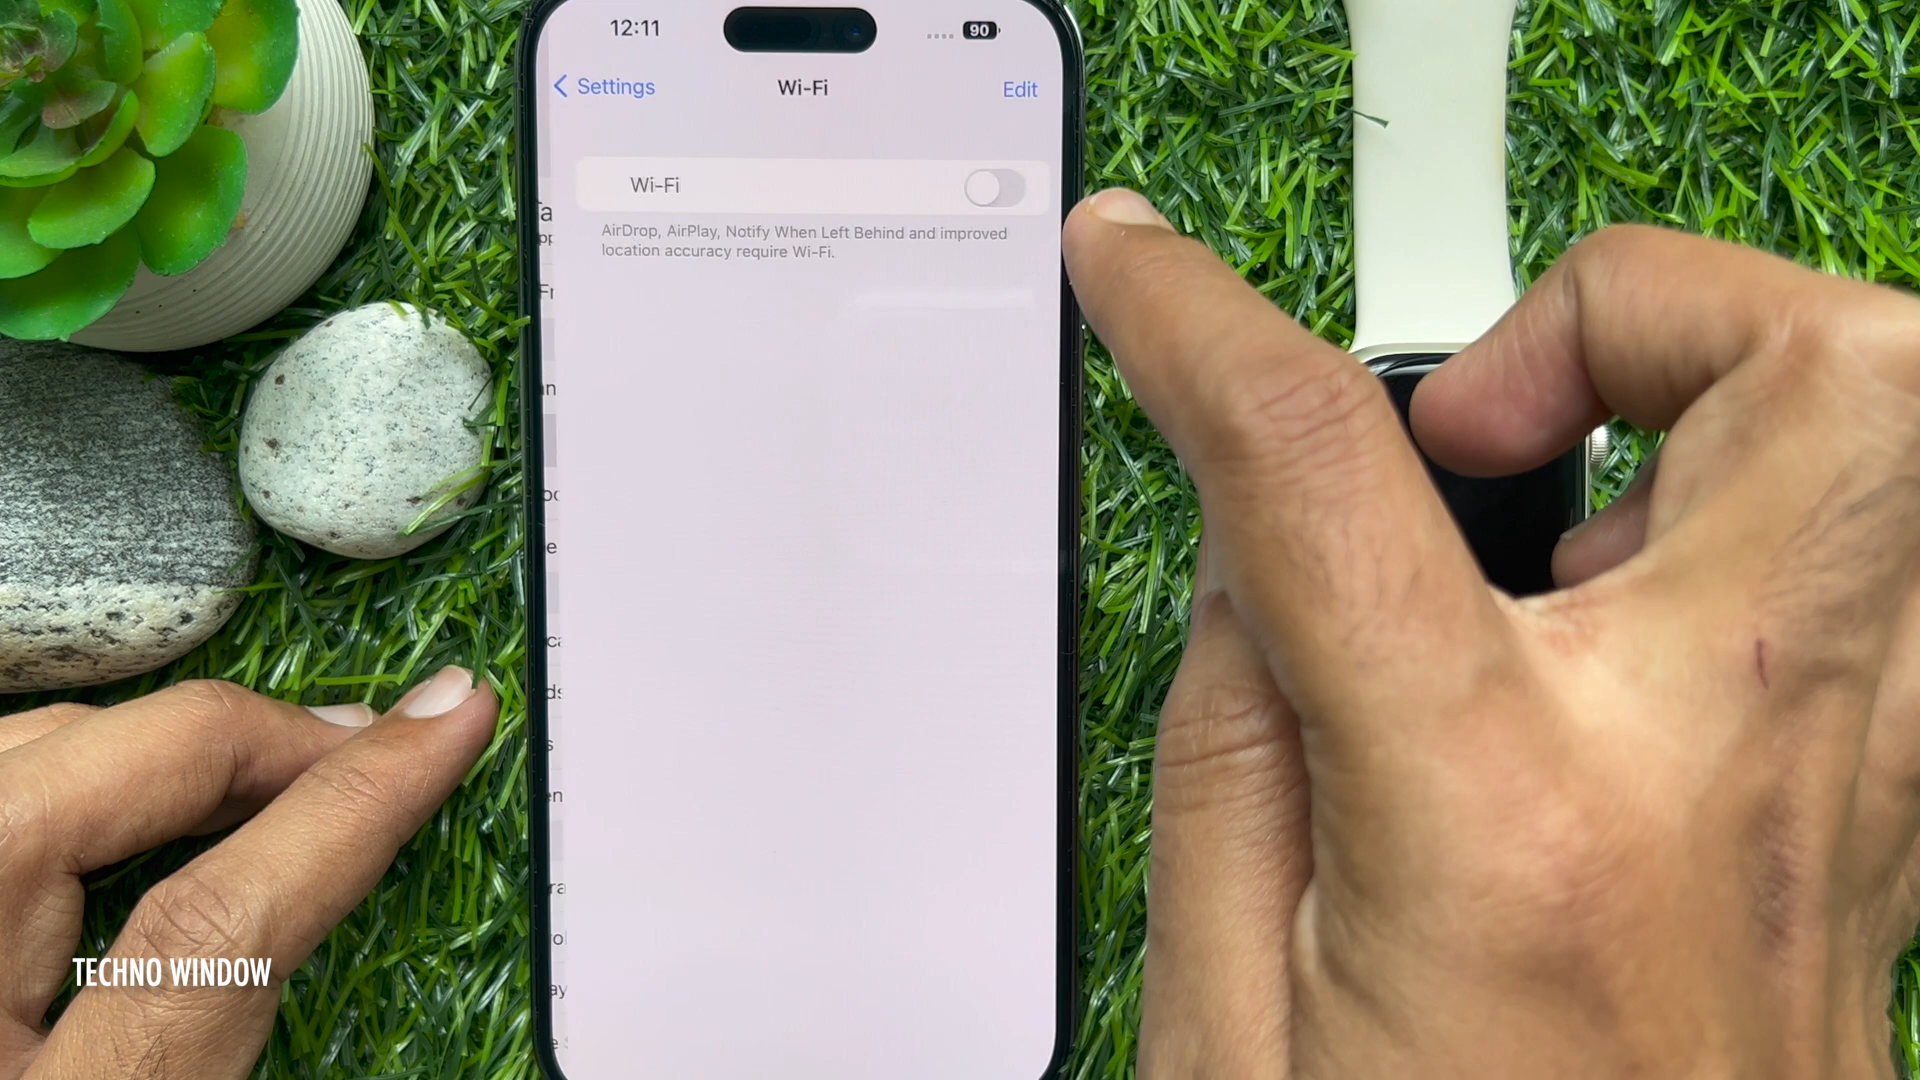 12:11
90
Settings
Wi-Fi
Edit
Wi-Fi
AirDrop, AirPlay, Notify When Left Behind and improved
location accuracy require Wi-Fi.
TECHNO WINDOW